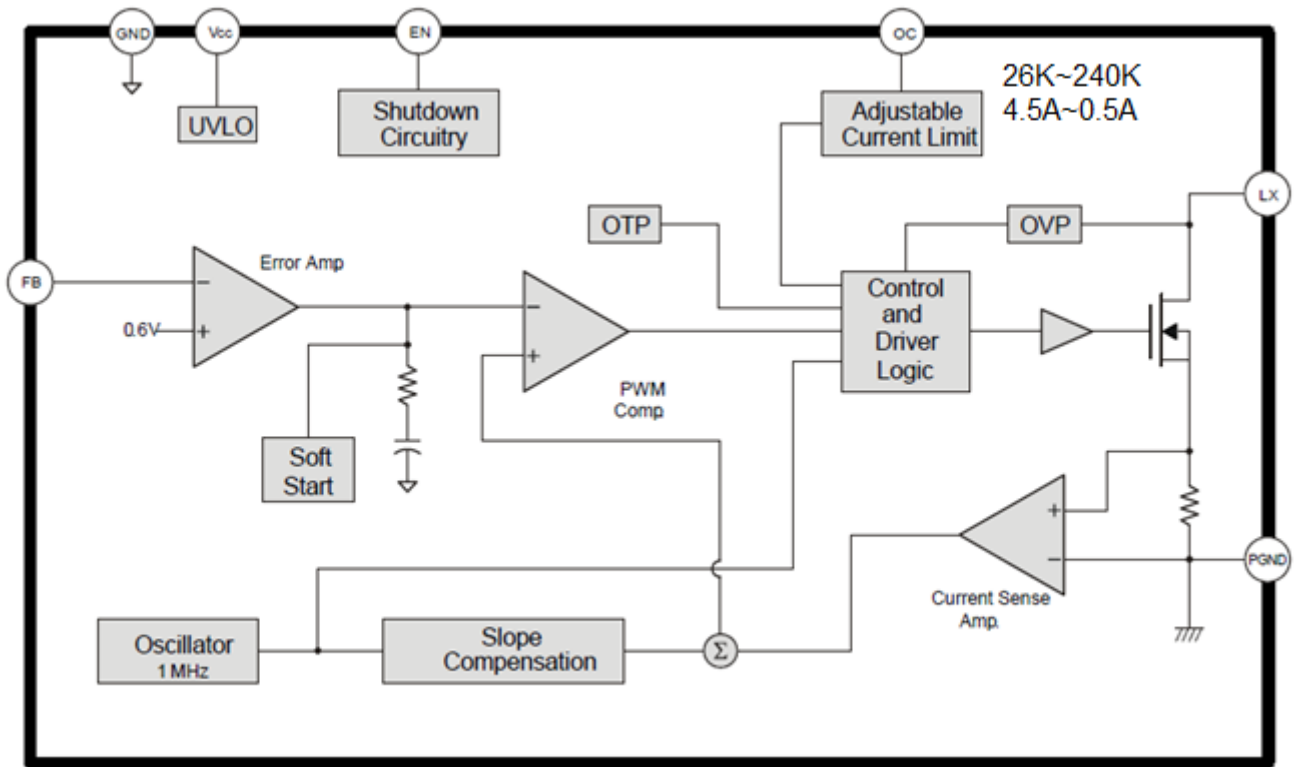 GND
Vcc
EN
OC
26K~240K
4.5A~0.5A
UVLO
Shutdown
Circuitry
Adjustable
Current Limit
LX
OTP
OVP
FB
Error Amp
−
+
0.6V
−
+
PWM
Comp.
Control
and
Driver
Logic
Soft
Start
+
−
Current Sense
Amp.
PGND
Oscillator
1 MHz
Slope
Compensation
Σ